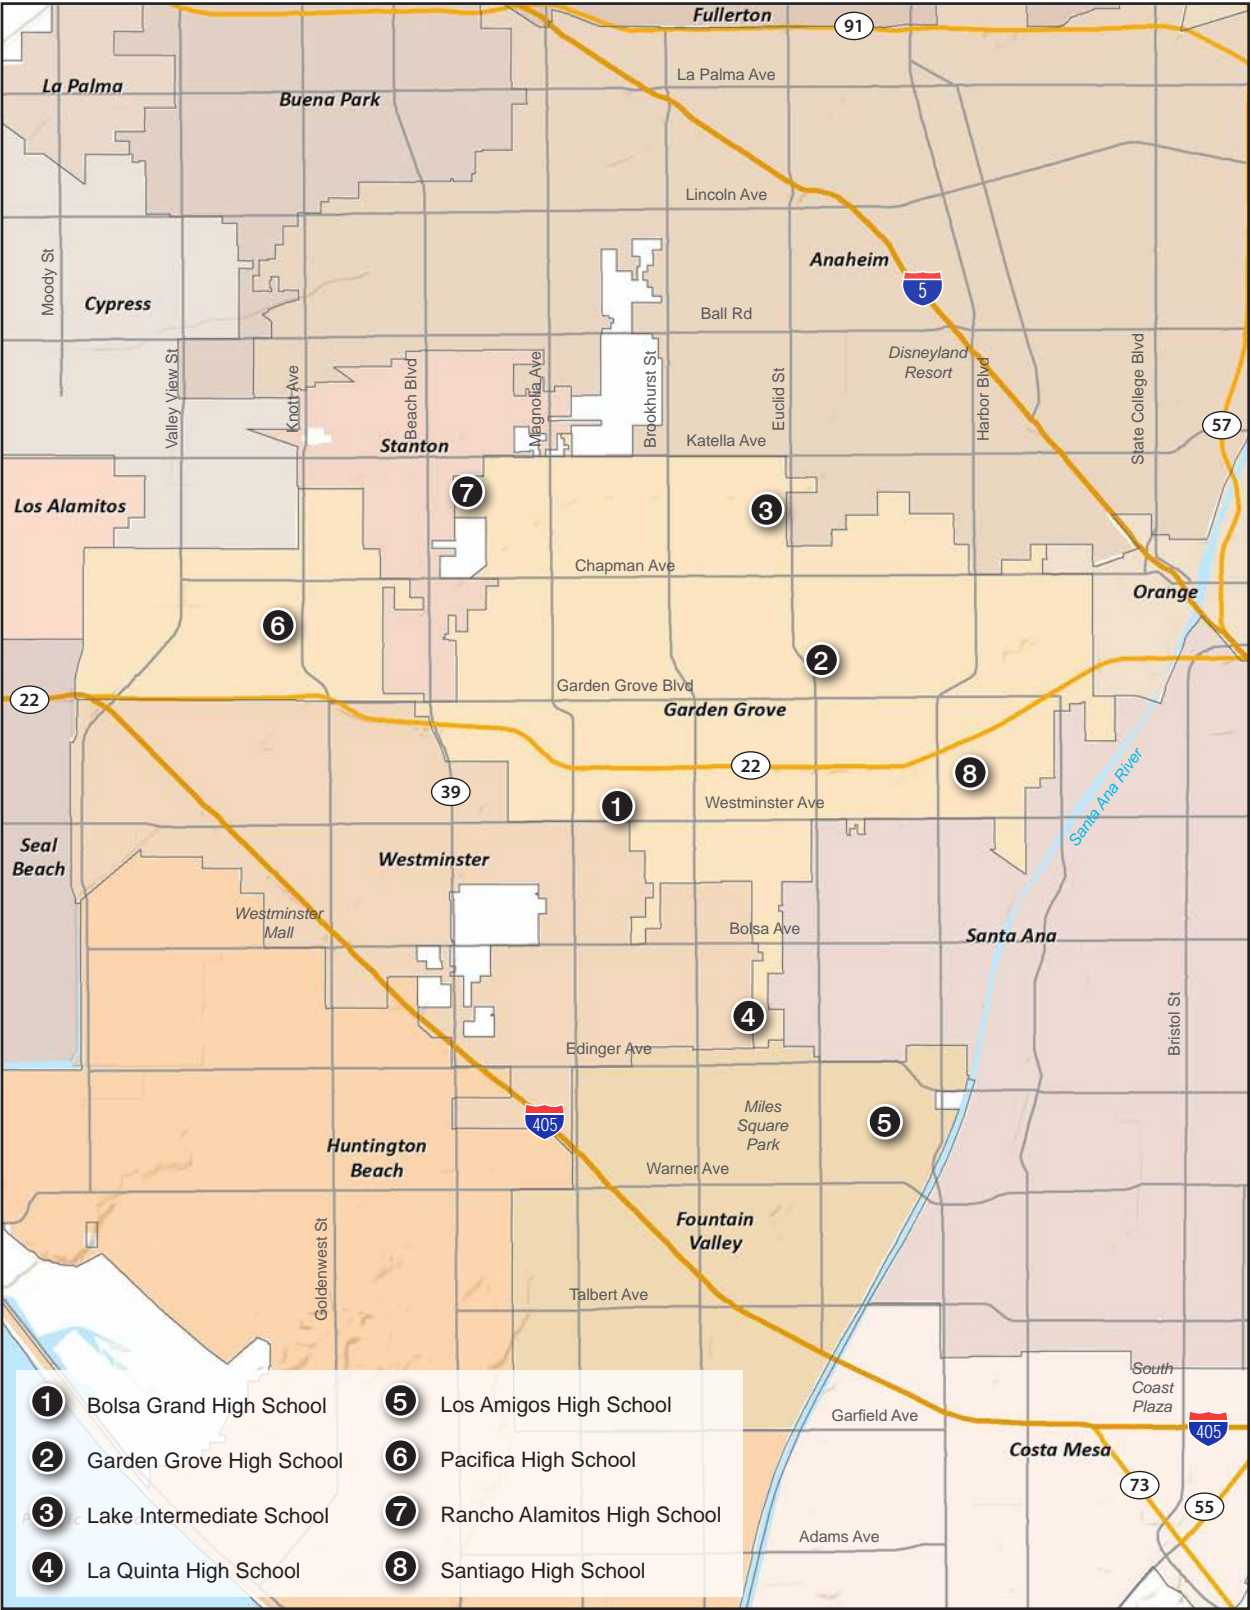 Fullerton
91
La Palma Ave
La Palma
Buena Park
Lincoln Ave
Moody St
Anaheim
5
Cypress
Ball Rd
Valley View St
Knott Ave
Beach Blvd
Magnolia Ave
Brookhurst St
Euclid St
Disneyland
Resort
Harbor Blvd
State College Blvd
57
Stanton
Katella Ave
7
3
Los Alamitos
Chapman Ave
Orange
6
2
22
Garden Grove Blvd
Garden Grove
22
8
39
1
Westminster Ave
Santa Ana River
Seal
Beach
Westminster
Westminster
Mall
Bolsa Ave
Santa Ana
4
Bristol St
Edinger Ave
405
Miles
Square
Park
5
Huntington
Beach
Warner Ave
Goldenwest St
Fountain
Valley
Talbert Ave
South
Coast
Plaza
Garfield Ave
405
Costa Mesa
73
55
Adams Ave
1 Bolsa Grand High School
2 Garden Grove High School
3 Lake Intermediate School
4 La Quinta High School
5 Los Amigos High School
6 Pacifica High School
7 Rancho Alamitos High School
8 Santiago High School